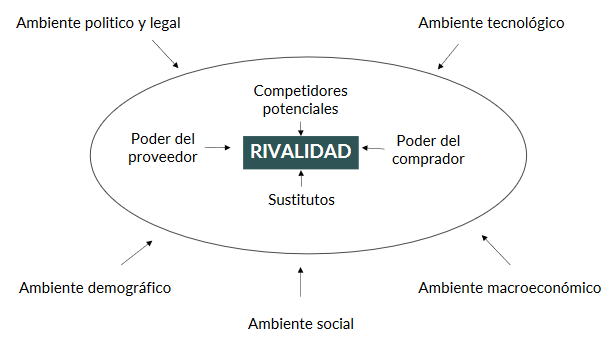 Ambiente politico y legal
Ambiente tecnológico
Competidores
potenciales
Poder del
proveedor
RIVALIDAD
Poder del
comprador
Sustitutos
Ambiente demográfico
Ambiente macroeconómico
Ambiente social